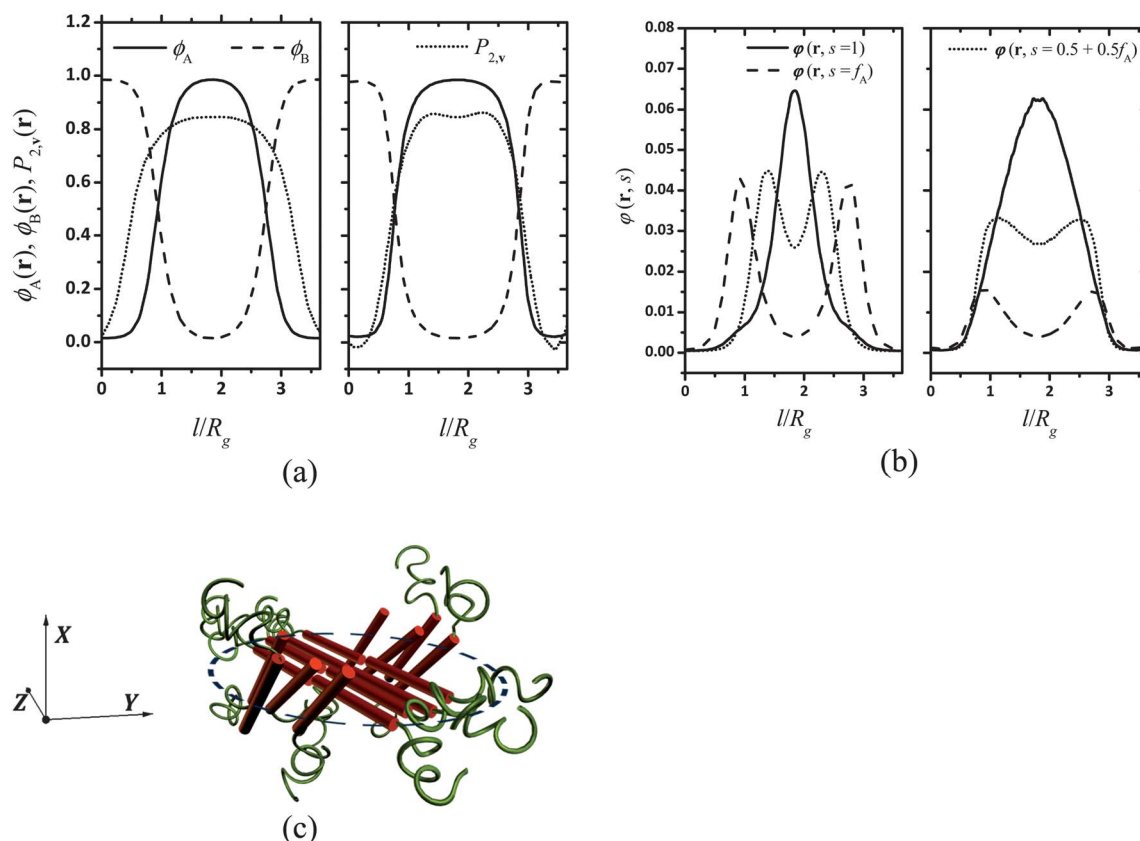 ϕA ϕB
P2,v
ϕA(r), ϕB(r), P2,v(r)
1.2
1.0
0.8
0.6
0.4
0.2
0.0
0 1 2 3
0 1 2 3
l/Rg
l/Rg
(a)
φ(r, s =1)
φ(r, s = fA)
φ(r, s = 0.5 + 0.5fA)
φ(r, s)
0.08
0.07
0.06
0.05
0.04
0.03
0.02
0.01
0.00
0 1 2 3
0 1 2 3
l/Rg
l/Rg
(b)
X
Z
Y
(c)